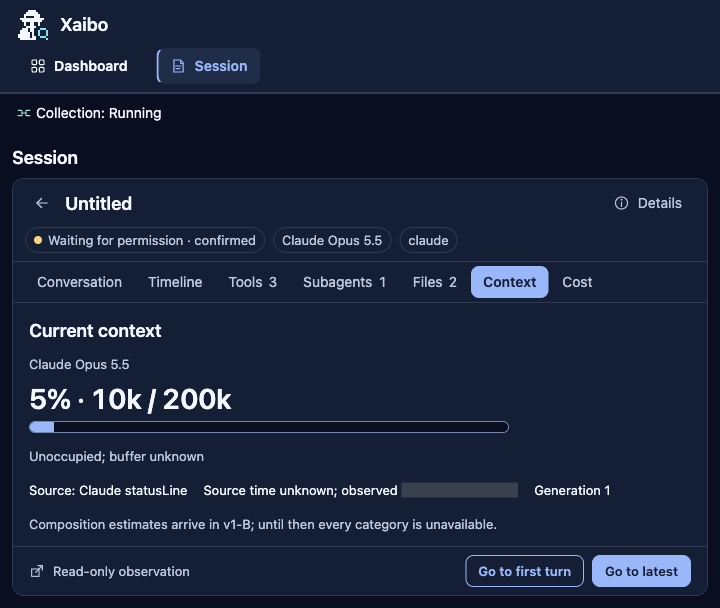 Xaibo
Dashboard Session
Collection: Running
Session
Untitled Details
Waiting for permission · confirmed Claude Opus 5.5 claude
Conversation Timeline Tools 3 Subagents 1 Files 2 Context Cost
Current context
Claude Opus 5.5
5% · 10k / 200k
Unoccupied; buffer unknown
Source: Claude statusLine Source time unknown; observed Generation 1
Composition estimates arrive in v1-B; until then every category is unavailable.
Read-only observation Go to first turn Go to latest